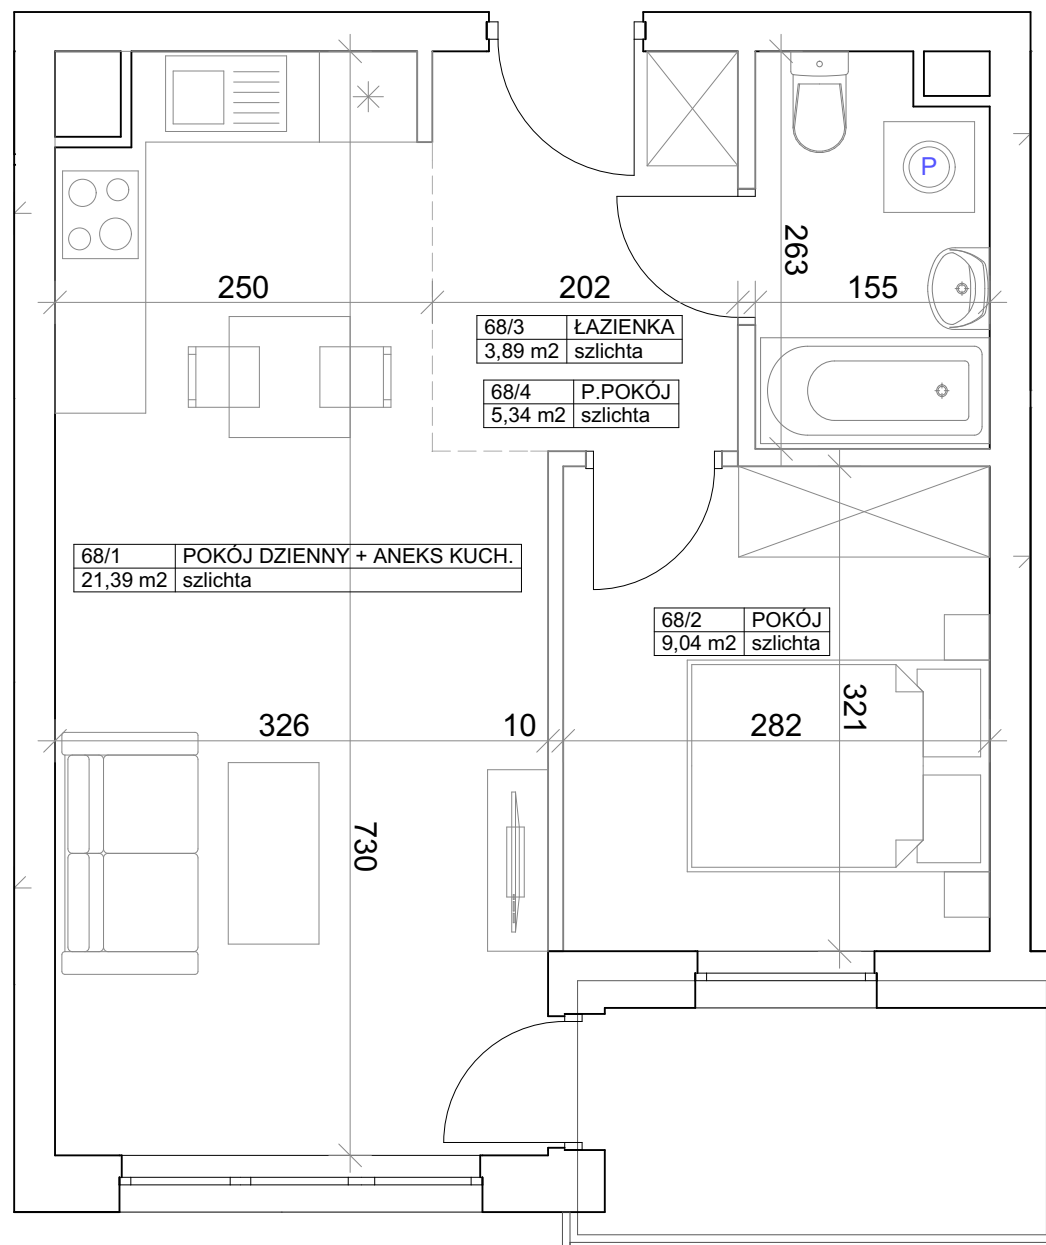 P
263
250
202
155
68/3 ŁAZIENKA
3,89 m2 szlichta
68/4 P.POKÓJ
5,34 m2 szlichta
68/1 POKÓJ DZIENNY + ANEKS KUCH.
21,39 m2 szlichta
68/2 POKÓJ
9,04 m2 szlichta
326
10
282
321
730